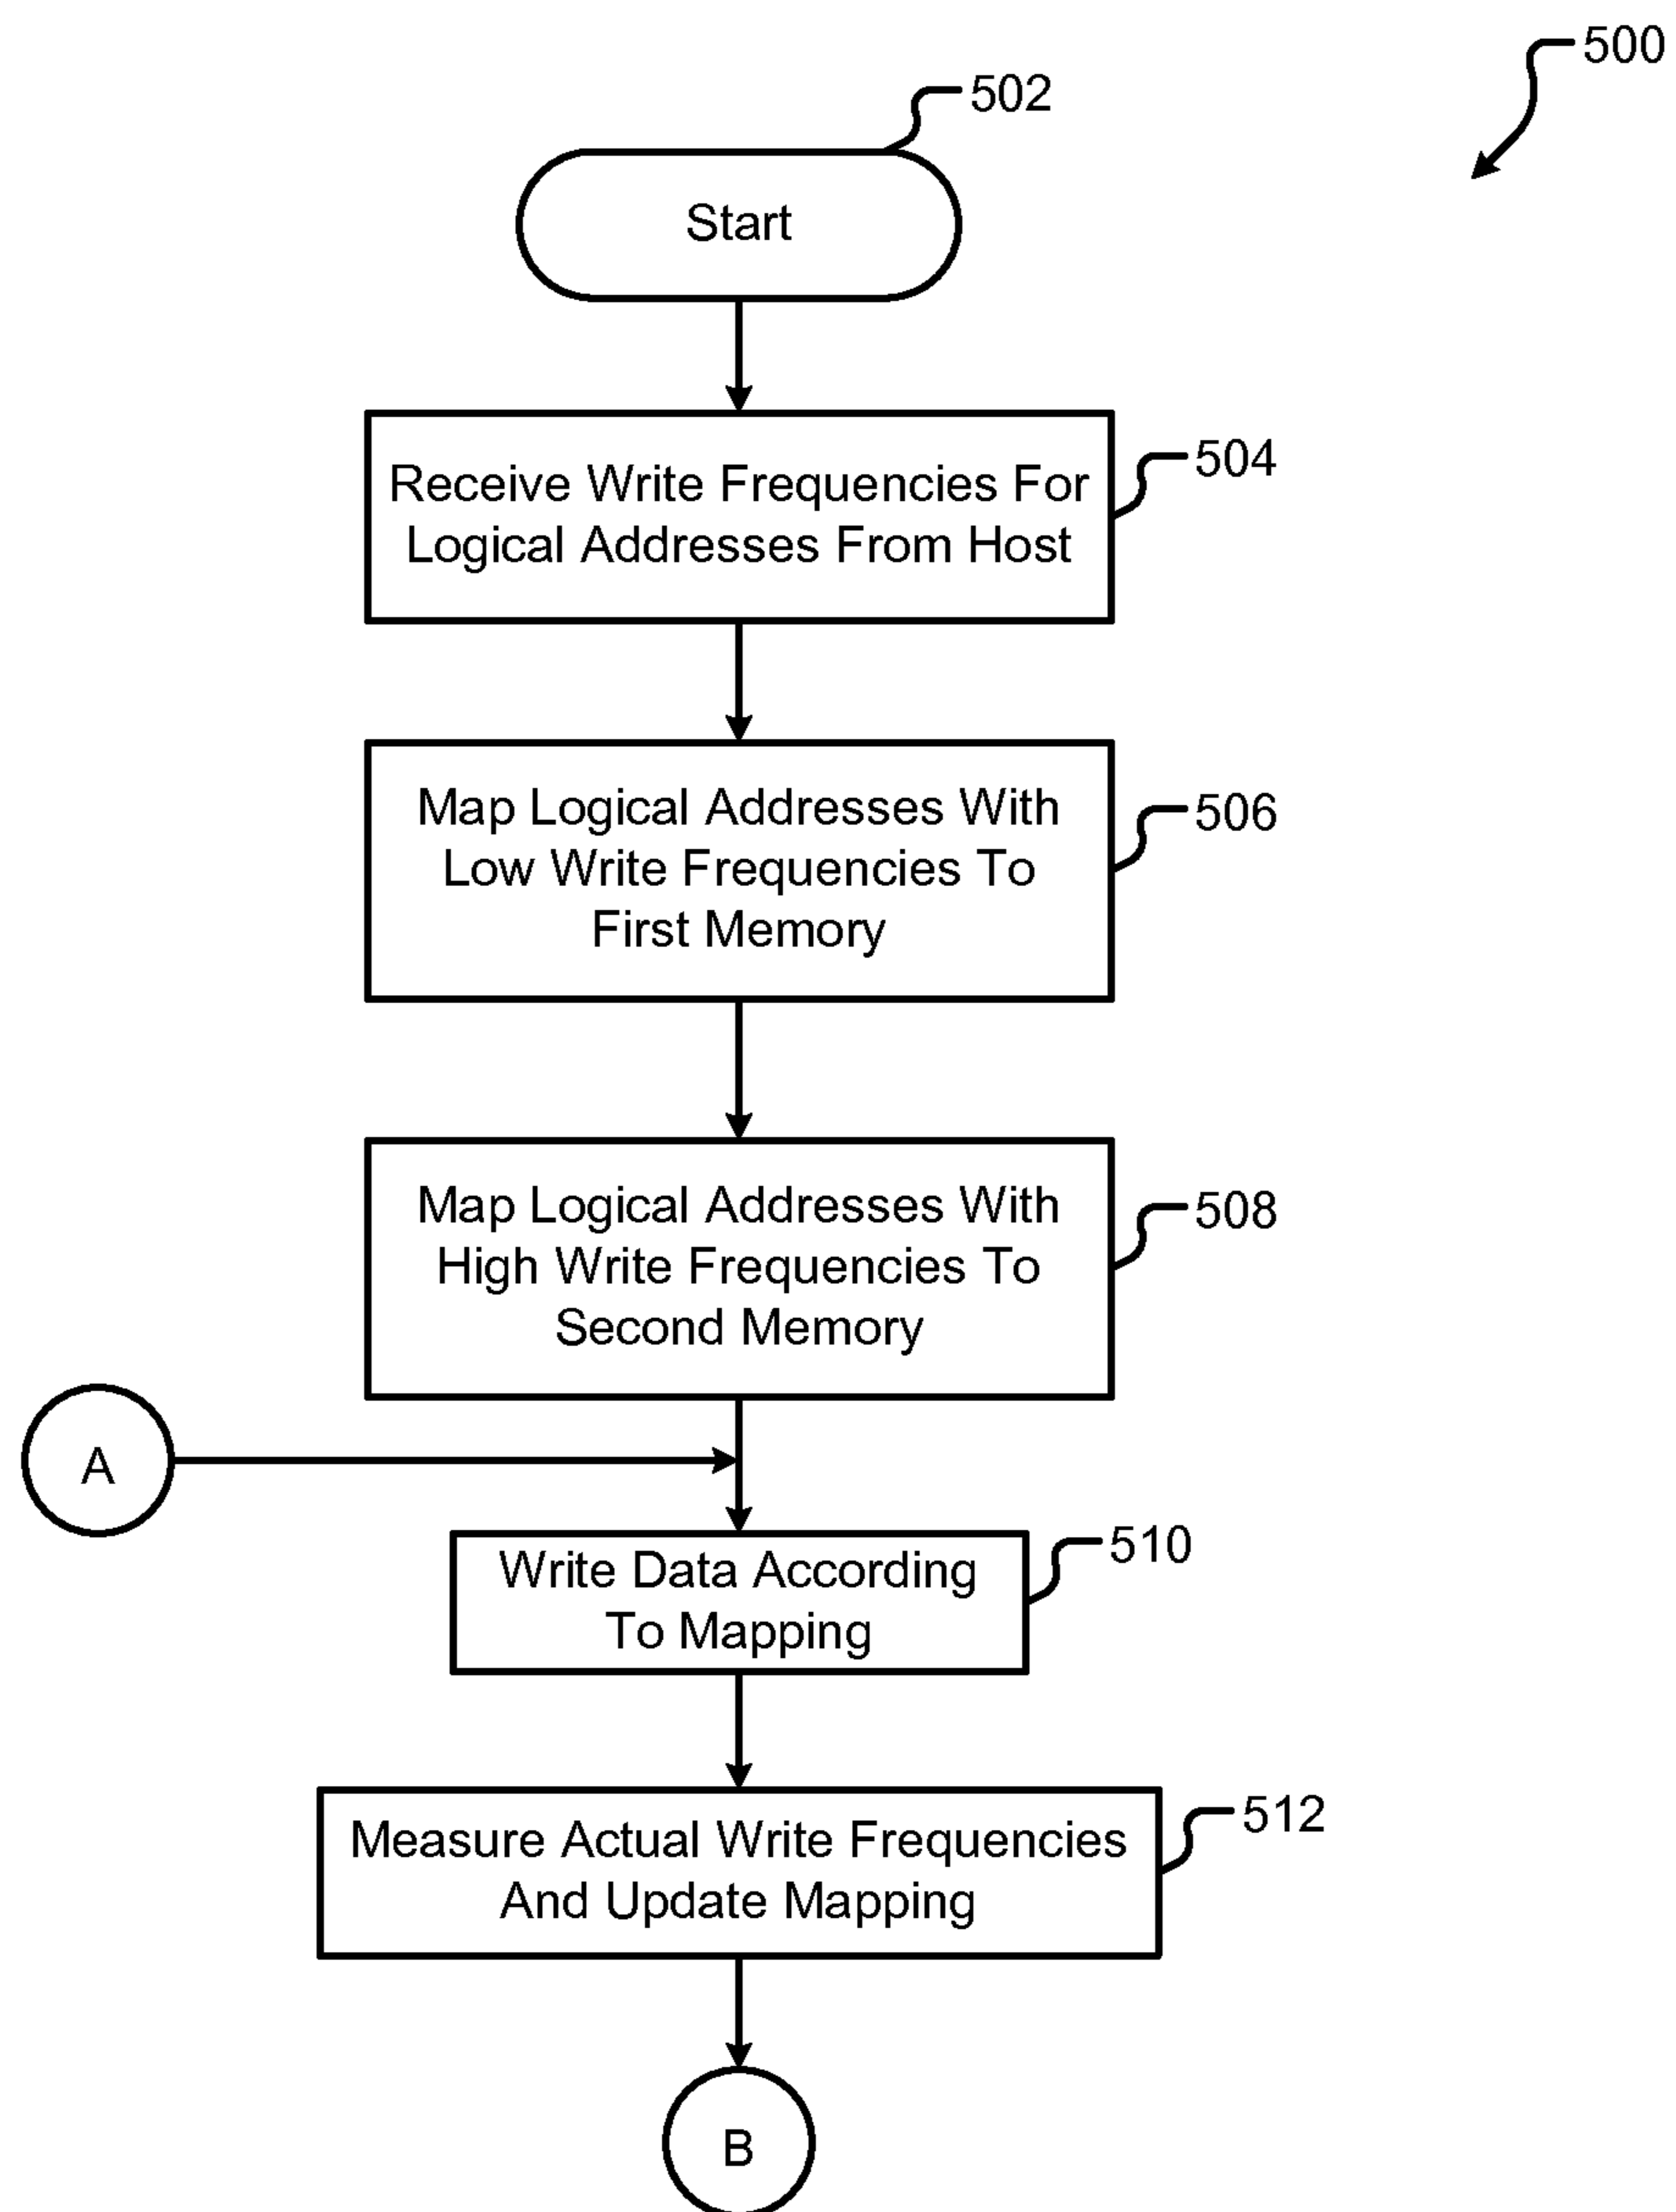 500
502
Start
504
Receive Write Frequencies For
Logical Addresses From Host
506
Map Logical Addresses With
Low Write Frequencies To
First Memory
508
Map Logical Addresses With
High Write Frequencies To
Second Memory
A
510
Write Data According
To Mapping
512
Measure Actual Write Frequencies
And Update Mapping
B